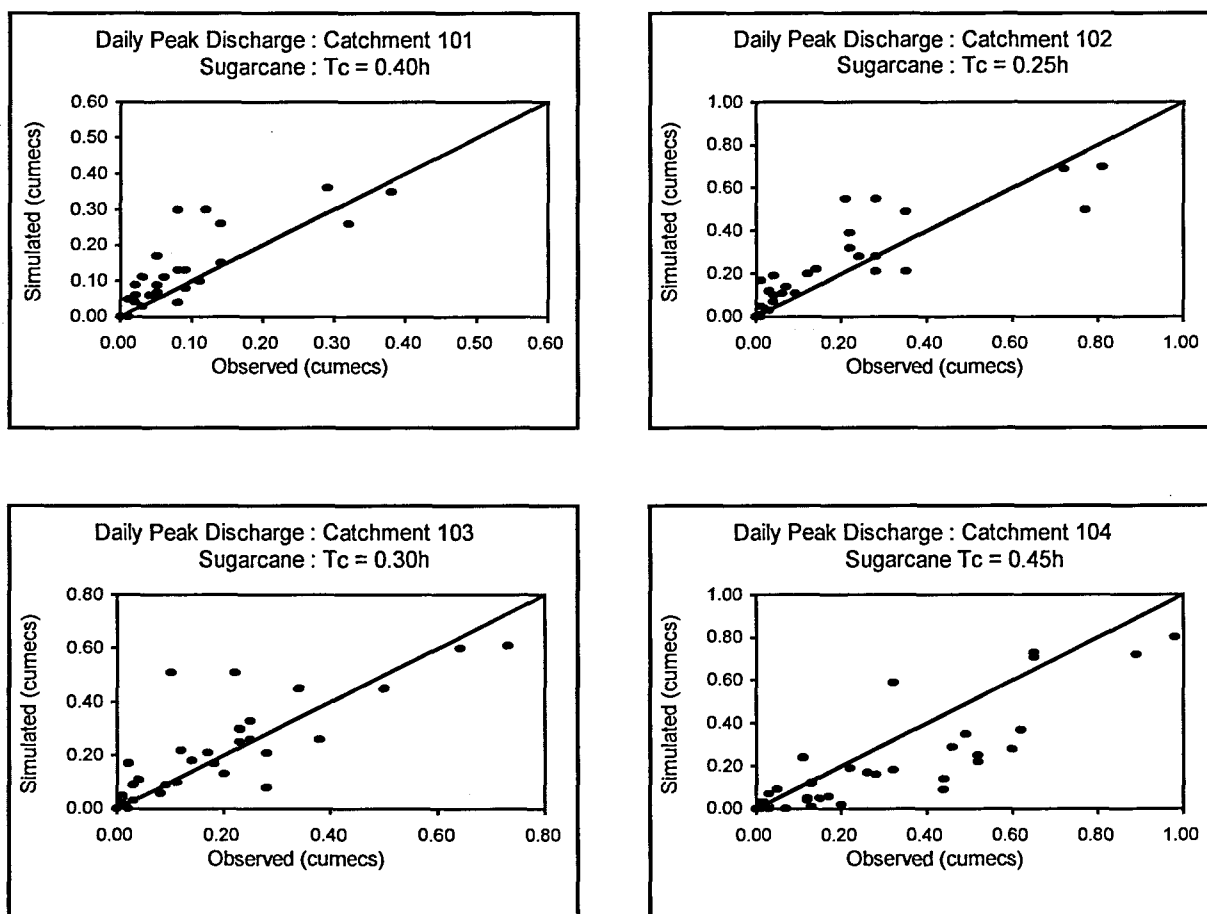 Daily Peak Discharge : Catchment 101
Sugarcane : Tc = 0.40h
Simulated (cumecs)
0.60
0.50
0.40
0.30
0.20
0.10
0.00
0.00 0.10 0.20 0.30 0.40 0.50 0.60
Observed (cumecs)
Daily Peak Discharge : Catchment 102
Sugarcane : Tc = 0.25h
Simulated (cumecs)
1.00
0.80
0.60
0.40
0.20
0.00
0.00 0.20 0.40 0.60 0.80 1.00
Observed (cumecs)
Daily Peak Discharge : Catchment 103
Sugarcane : Tc = 0.30h
Simulated (cumecs)
0.80
0.60
0.40
0.20
0.00
0.00 0.20 0.40 0.60 0.80
Observed (cumecs)
Daily Peak Discharge : Catchment 104
Sugarcane Tc = 0.45h
Simulated (cumecs)
1.00
0.80
0.60
0.40
0.20
0.00
0.00 0.20 0.40 0.60 0.80 1.00
Observed (cumecs)